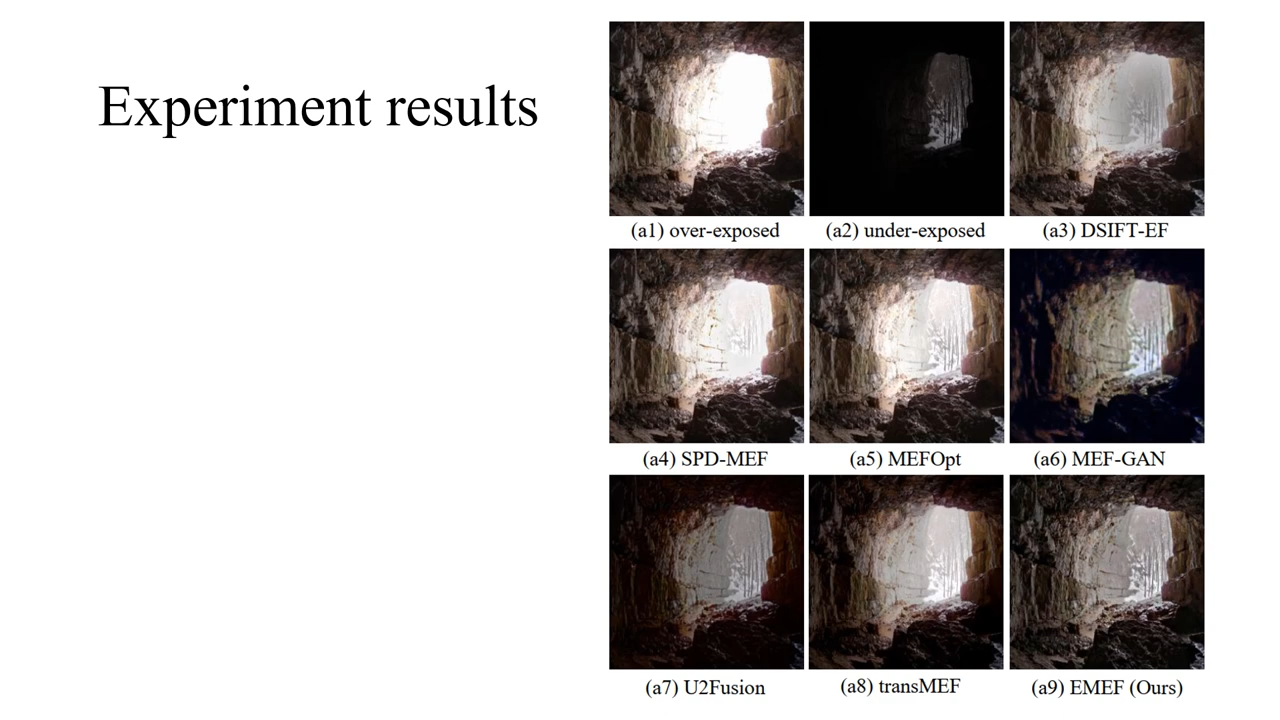 Experiment results
(a1) over-exposed
(a2) under-exposed
(a3) DSIFT-EF
(a4) SPD-MEF
(a5) MEFOpt
(a6) MEF-GAN
(a7) U2Fusion
(a8) transMEF
(a9) EMEF (Ours)